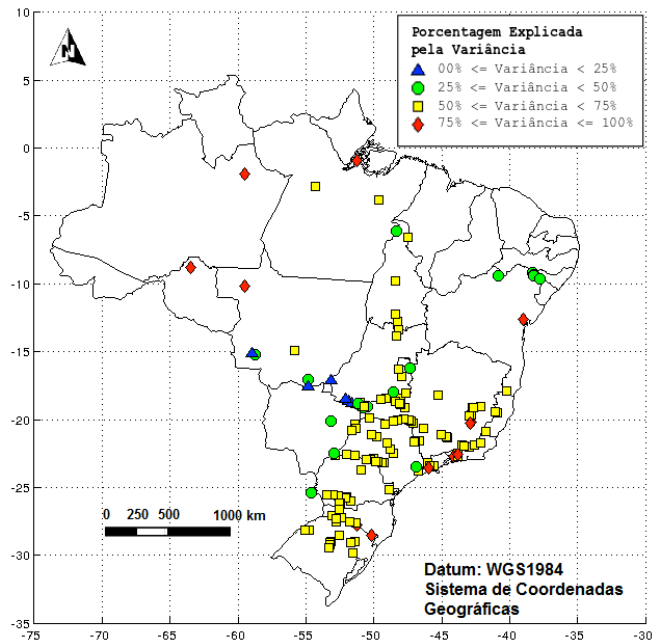 Porcentagem Explicada
pela Variância
00% <= Variância < 25%
25% <= Variância < 50%
50% <= Variância < 75%
75% <= Variância <= 100%
N
10
5
0
-5
-10
-15
-20
-25
-30
-35
0 250 500 1000 km
Datum: WGS1984
Sistema de Coordenadas
Geográficas
-75 -70 -65 -60 -55 -50 -45 -40 -35 -30